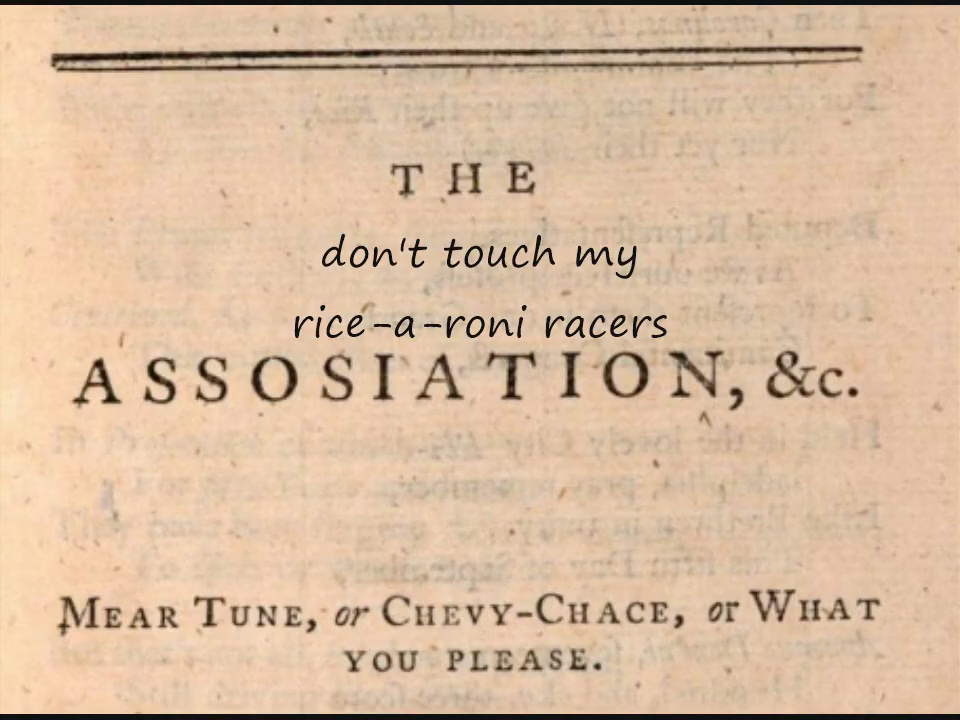 THE
don't touch my
rice-a-roni racers
ASSOSIATION, &c.
MEAR TUNE, or CHEVY-CHACE, or WHAT
YOU PLEASE.